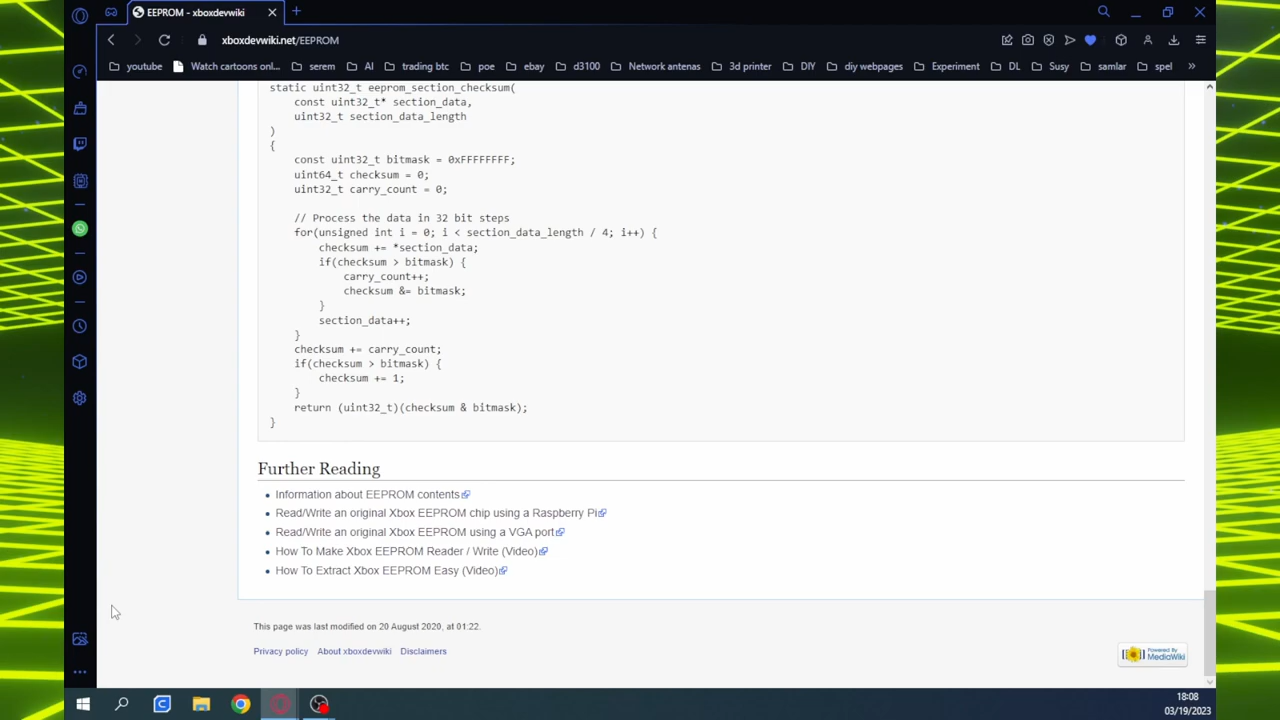 EEPROM - xboxdevwiki
xboxdevwiki.net/EEPROM
youtube Watch cartoons onl... serem AI trading btc poe ebay d3100 Network antenas 3d printer DIY diy webpages Experiment DL Susy samlar spel »
static uint32_t eeprom_section_checksum(
const uint32_t* section_data,
uint32_t section_data_length
)
{
const uint32_t bitmask = 0xFFFFFFFF;
uint64_t checksum = 0;
uint32_t carry_count = 0;
// Process the data in 32 bit steps
for(unsigned int i = 0; i < section_data_length / 4; i++) {
checksum += *section_data;
if(checksum > bitmask) {
carry_count++;
checksum &= bitmask;
}
section_data++;
}
checksum += carry_count;
if(checksum > bitmask) {
checksum += 1;
}
return (uint32_t)(checksum & bitmask);
}
Further Reading
• Information about EEPROM contents
• Read/Write an original Xbox EEPROM chip using a Raspberry Pi
• Read/Write an original Xbox EEPROM using a VGA port
• How To Make Xbox EEPROM Reader / Write (Video)
• How To Extract Xbox EEPROM Easy (Video)
This page was last modified on 20 August 2020, at 01:22.
Privacy policy About xboxdevwiki Disclaimers
Powered By
MediaWiki
18:08
03/19/2023